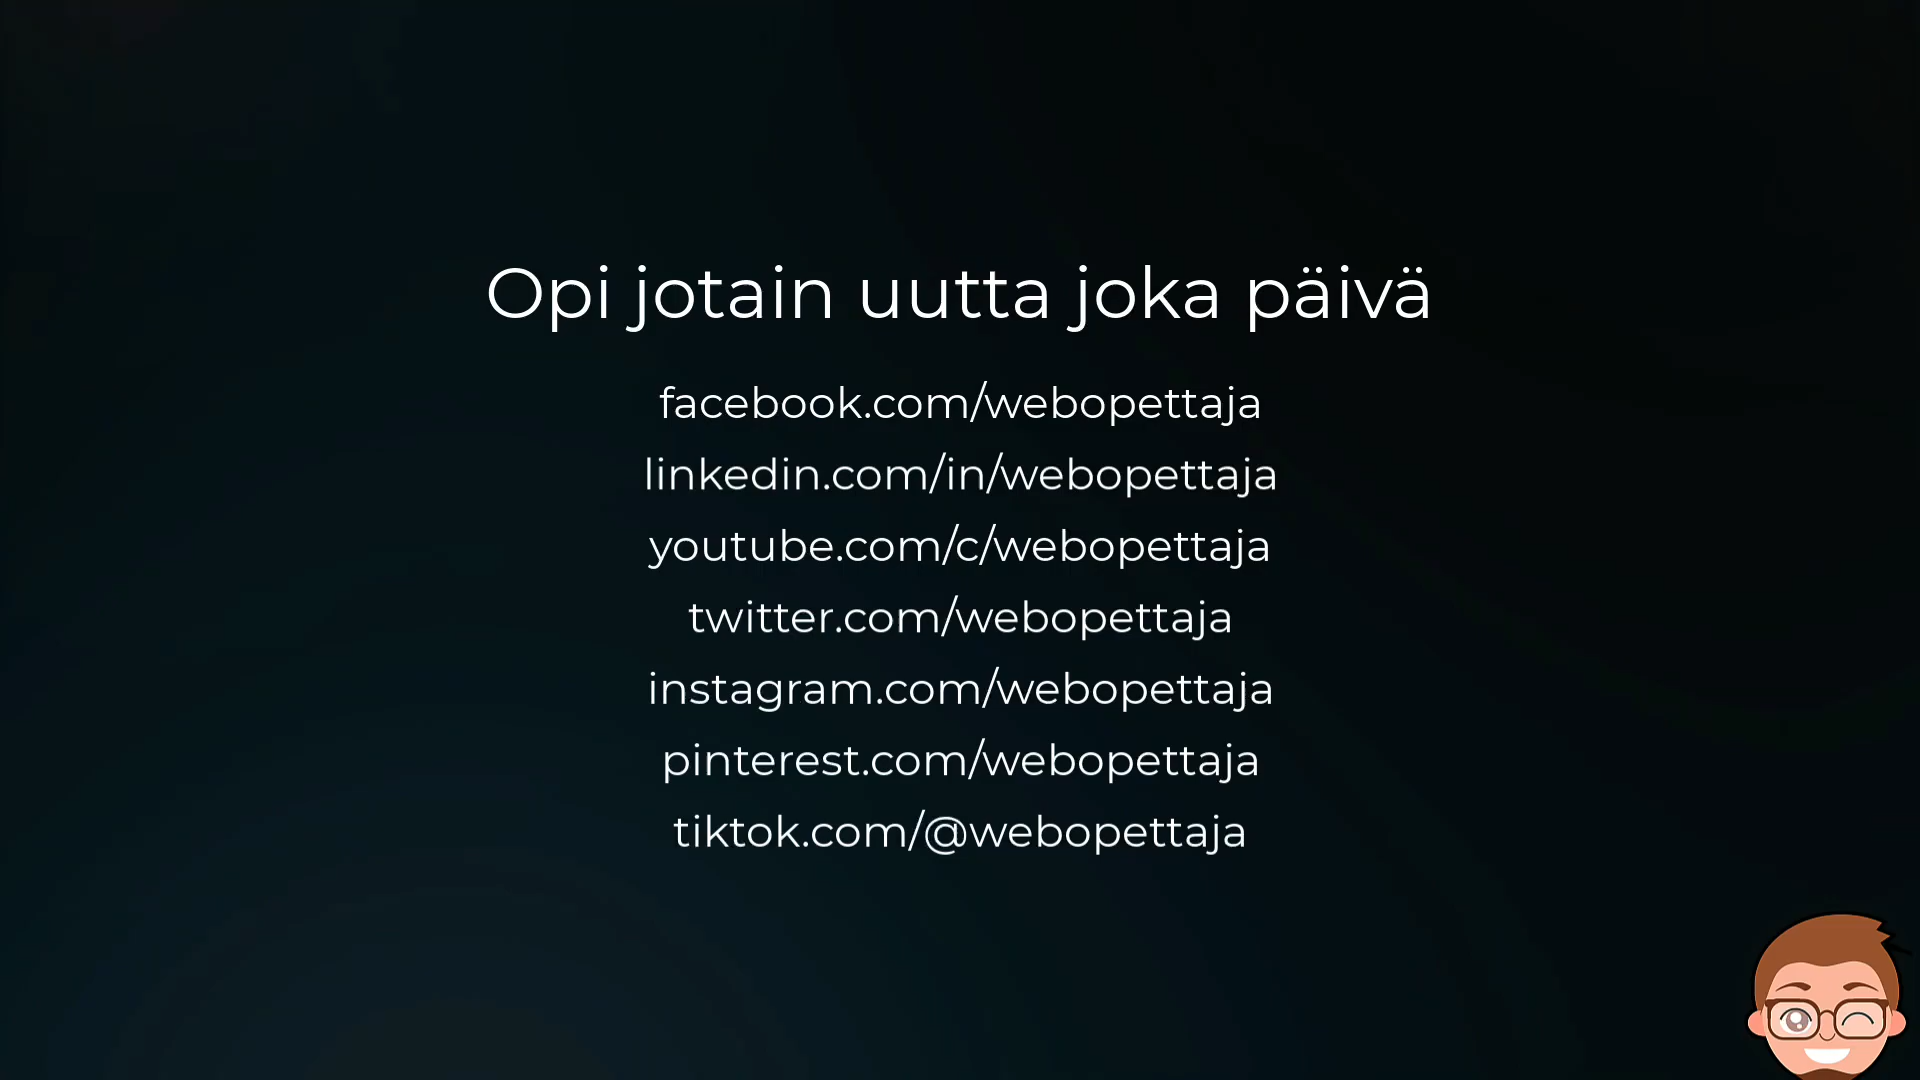 Opi jotain uutta joka päivä
facebook.com/webopettaja
linkedin.com/in/webopettaja
youtube.com/c/webopettaja
twitter.com/webopettaja
instagram.com/webopettaja
pinterest.com/webopettaja
tiktok.com/@webopettaja